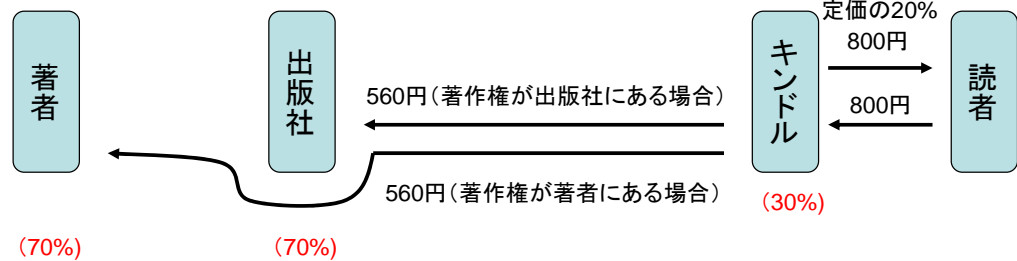 定価の20%
800円
著者
出版社
キンドル
読者
560円(著作権が出版社にある場合)
800円
560円(著作権が著者にある場合)
(30%)
(70%)
(70%)